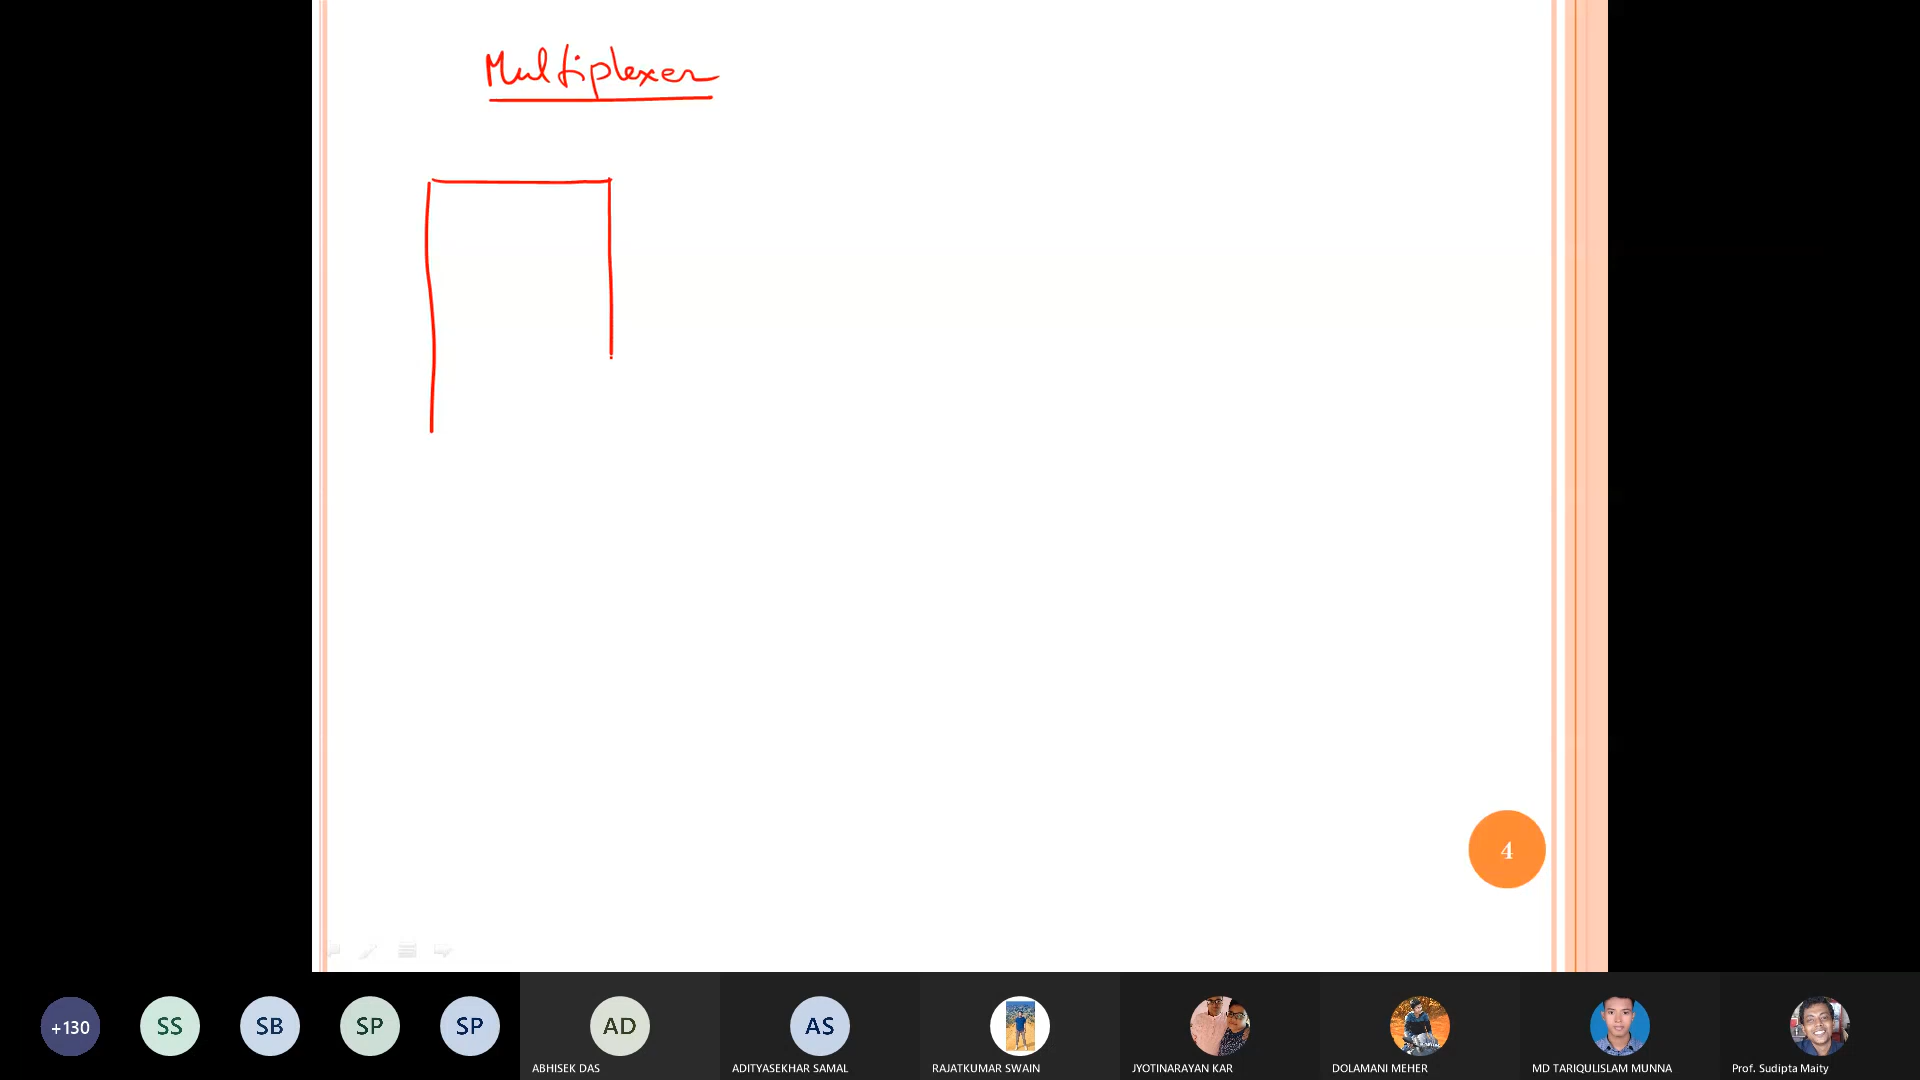 Multiplexer
4
+130
SS
SB
SP
SP
AD
AS
ABHISEK DAS
ADITYASEKHAR SAMAL
RAJATKUMAR SWAIN
JYOTINARAYAN KAR
DOLAMANI MEHER
MD TARIQULISLAM MUNNA
Prof. Sudipta Maity